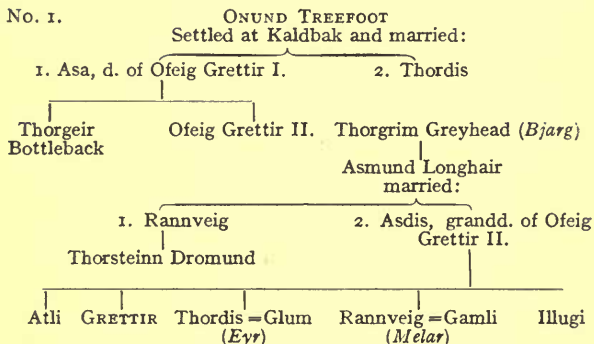 No. 1. ONUND TREEFOOT
Settled at Kaldbak and married:
1. Asa, d. of Ofeig Grettir I. 2. Thordis
Thorgeir Bottleback Ofeig Grettir II. Thorgrim Greyhead (Bjarg)
Asmund Longhair
married:
1. Rannveig 2. Asdis, grandd. of Ofeig
Grettir II.
Thorsteinn Dromund
Atli GRETTIR Thordis = Glum Rannveig = Gamli Illugi
(Eyr) (Melar)